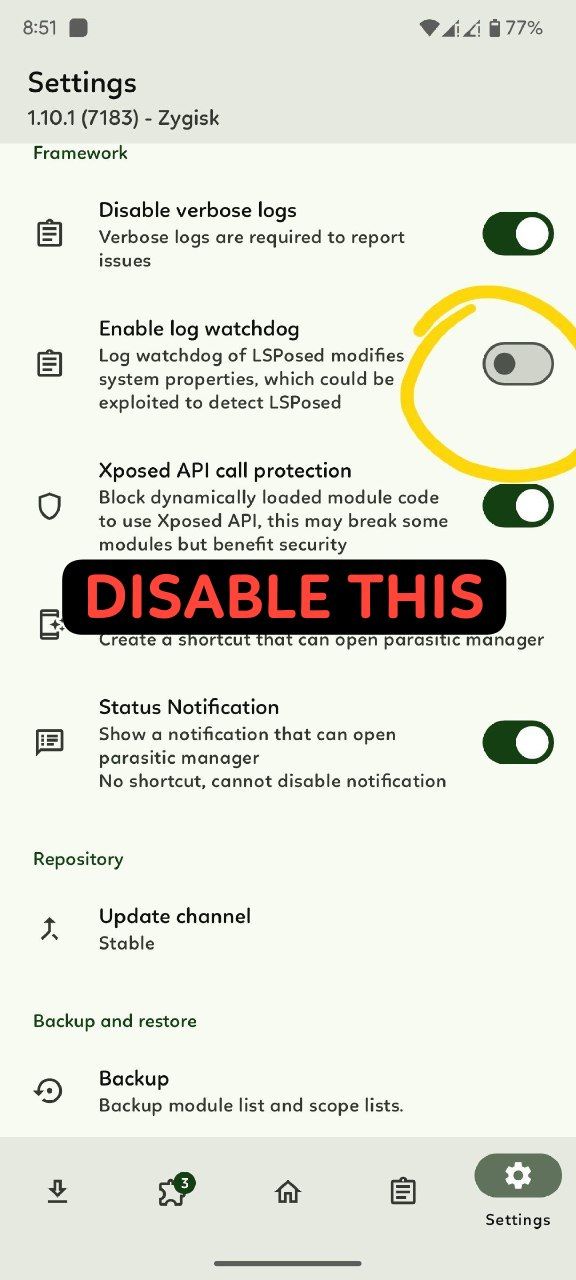 8:51
77%
Settings
1.10.1 (7183) - Zygisk
Framework
Disable verbose logs
Verbose logs are required to report
issues
Enable log watchdog
Log watchdog of LSPosed modifies
system properties, which could be
exploited to detect LSPosed
Xposed API call protection
Block dynamically loaded module code
to use Xposed API, this may break some
modules but benefit security
DISABLE THIS
Create a shortcut that can open parasitic manager
Status Notification
Show a notification that can open
parasitic manager
No shortcut, cannot disable notification
Repository
Update channel
Stable
Backup and restore
Backup
Backup module list and scope lists.
3
Settings